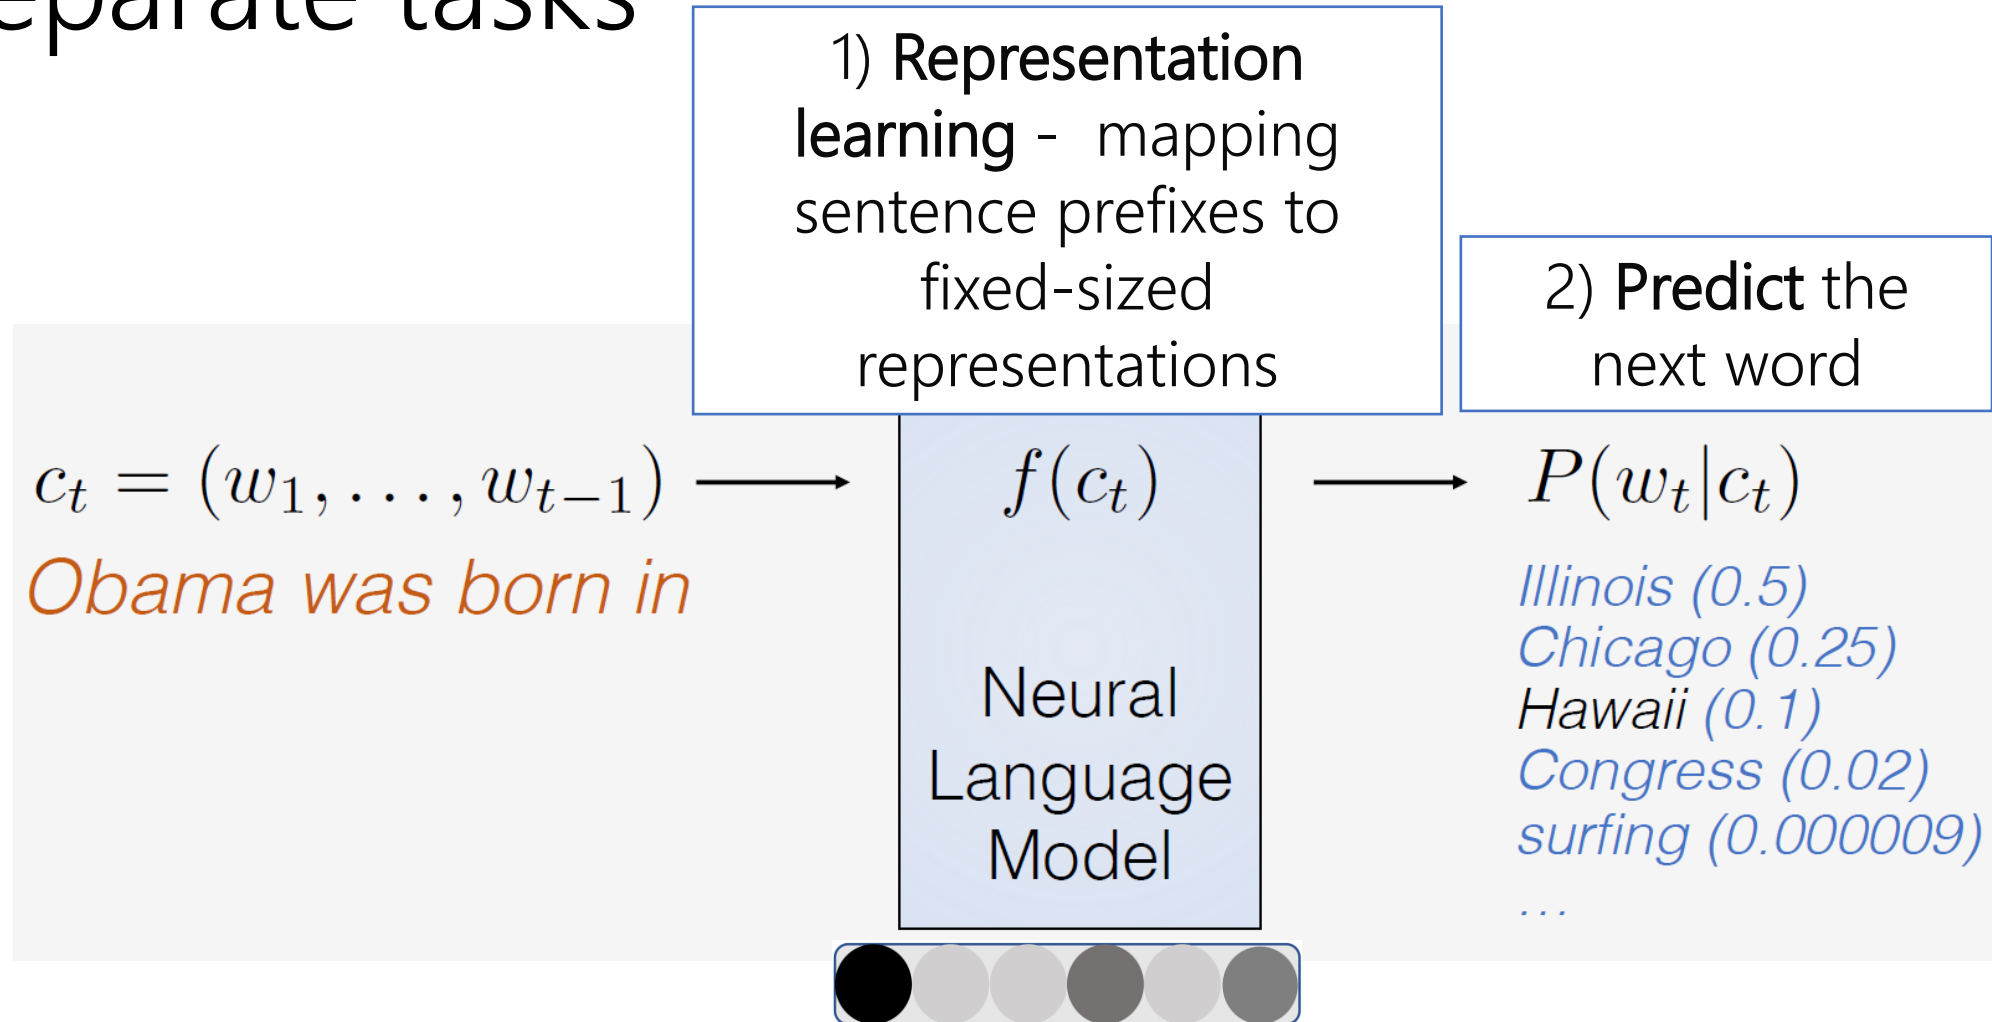 separate tasks
1) Representation
learning - mapping
sentence prefixes to
fixed-sized
representations
2) Predict the
next word
c_t = (w_1, . . . , w_{t-1})
f(c_t)
P(w_t|c_t)
Obama was born in
Neural
Language
Model
Illinois (0.5)
Chicago (0.25)
Hawaii (0.1)
Congress (0.02)
surfing (0.000009)
...